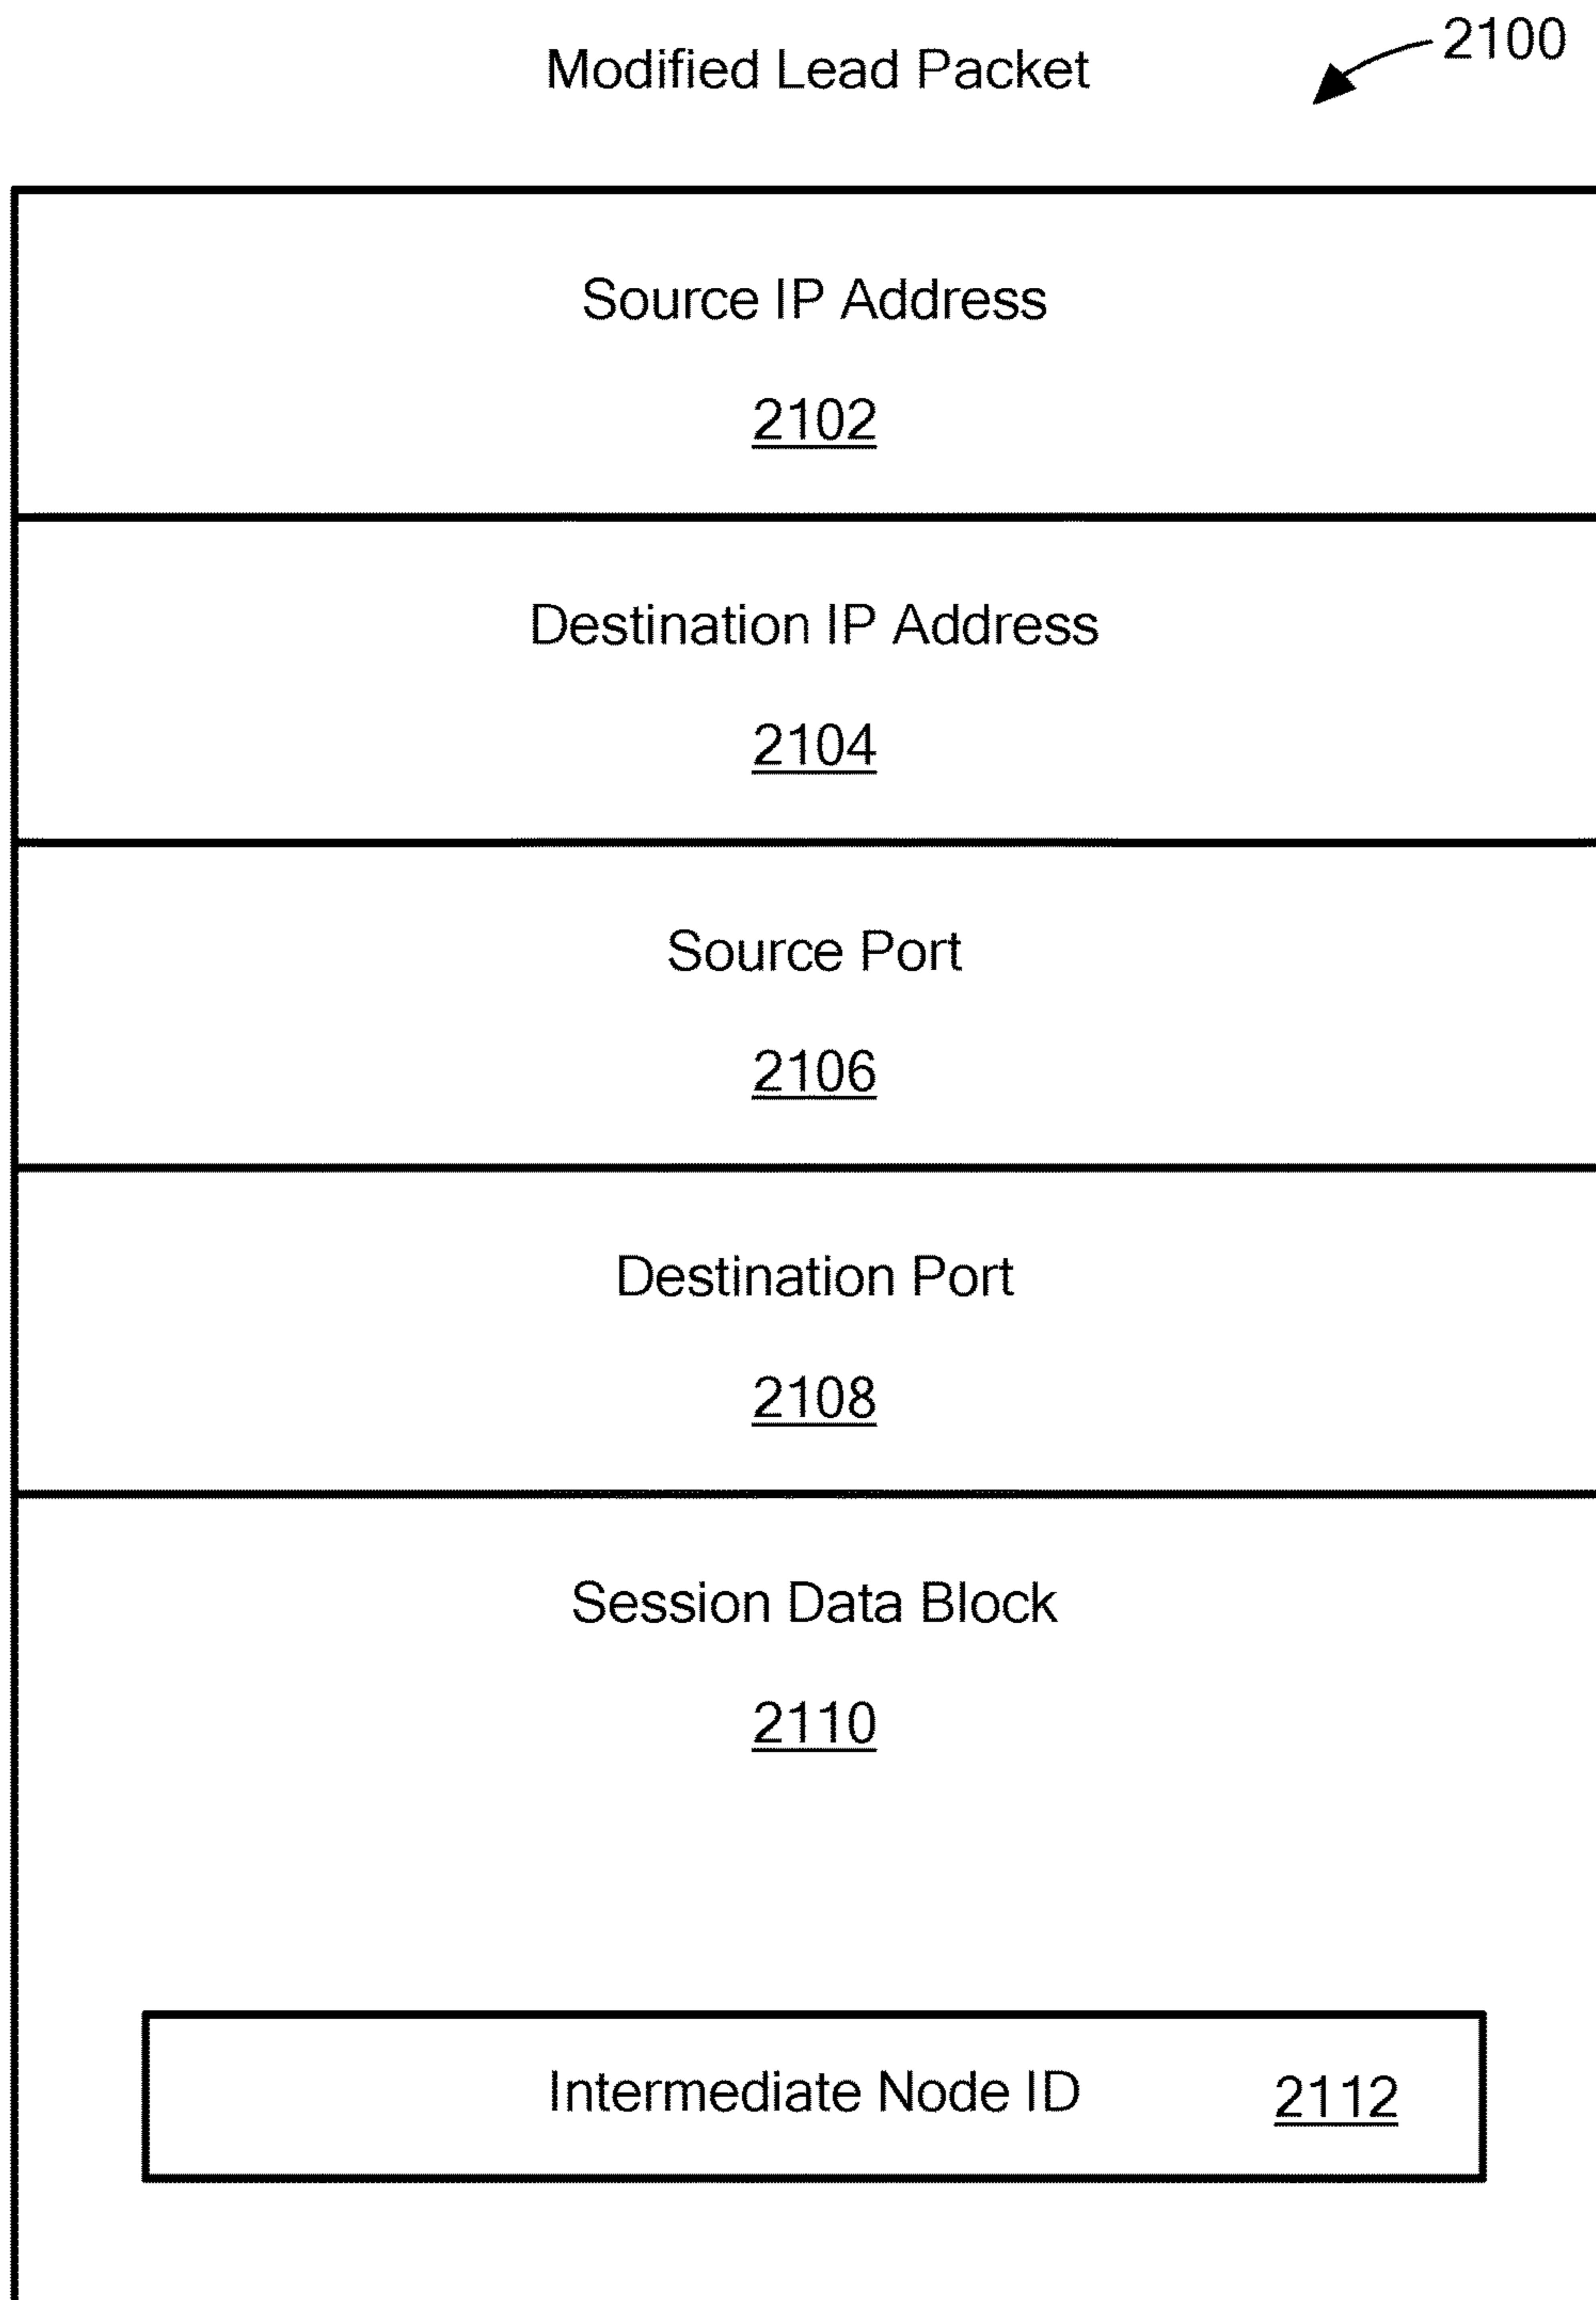 2100
Modified Lead Packet
Source IP Address
2102
Destination IP Address
2104
Source Port
2106
Destination Port
2108
Session Data Block
2110
Intermediate Node ID 2112